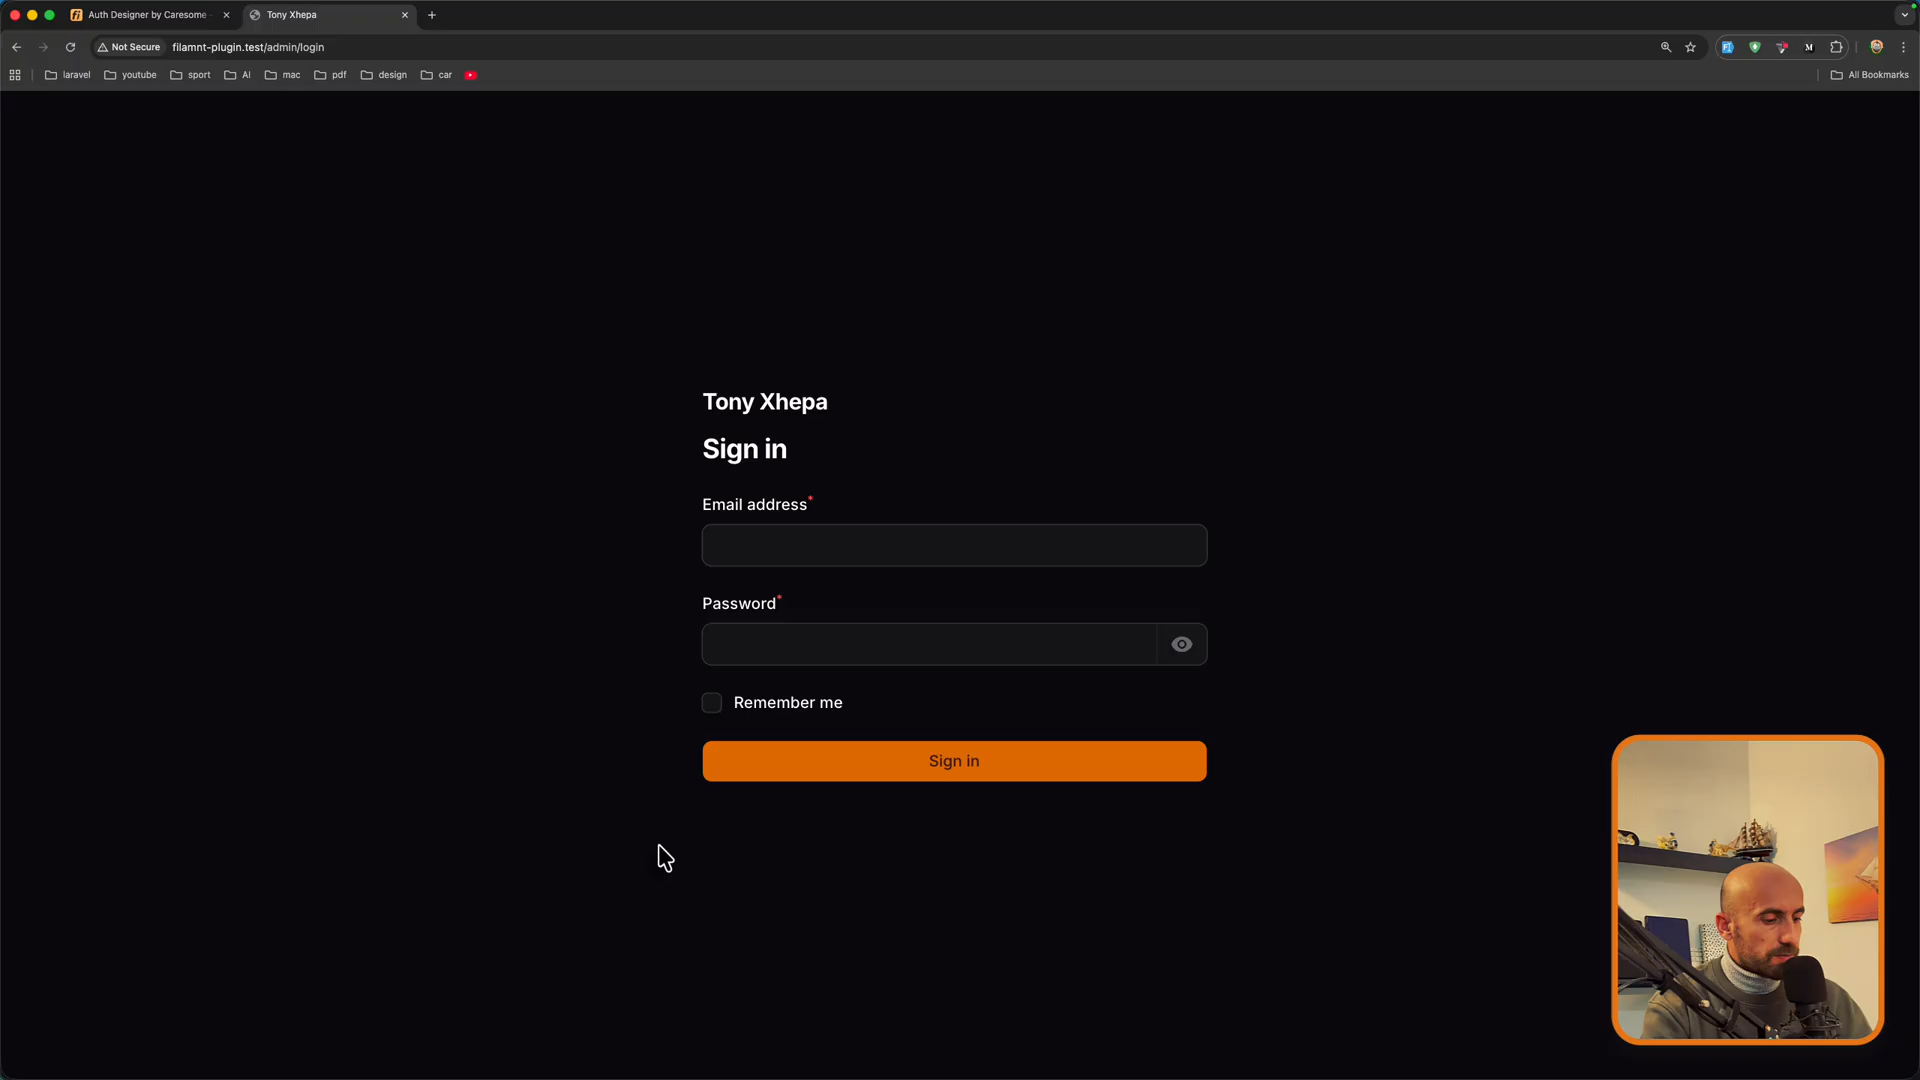 Auth Designer by Caresome
Tony Xhepa
Not Secure
filamnt-plugin.test/admin/login
laravel
youtube
sport
AI
mac
pdf
design
car
All Bookmarks
Tony Xhepa
Sign in
Email address*
Password*
Remember me
Sign in